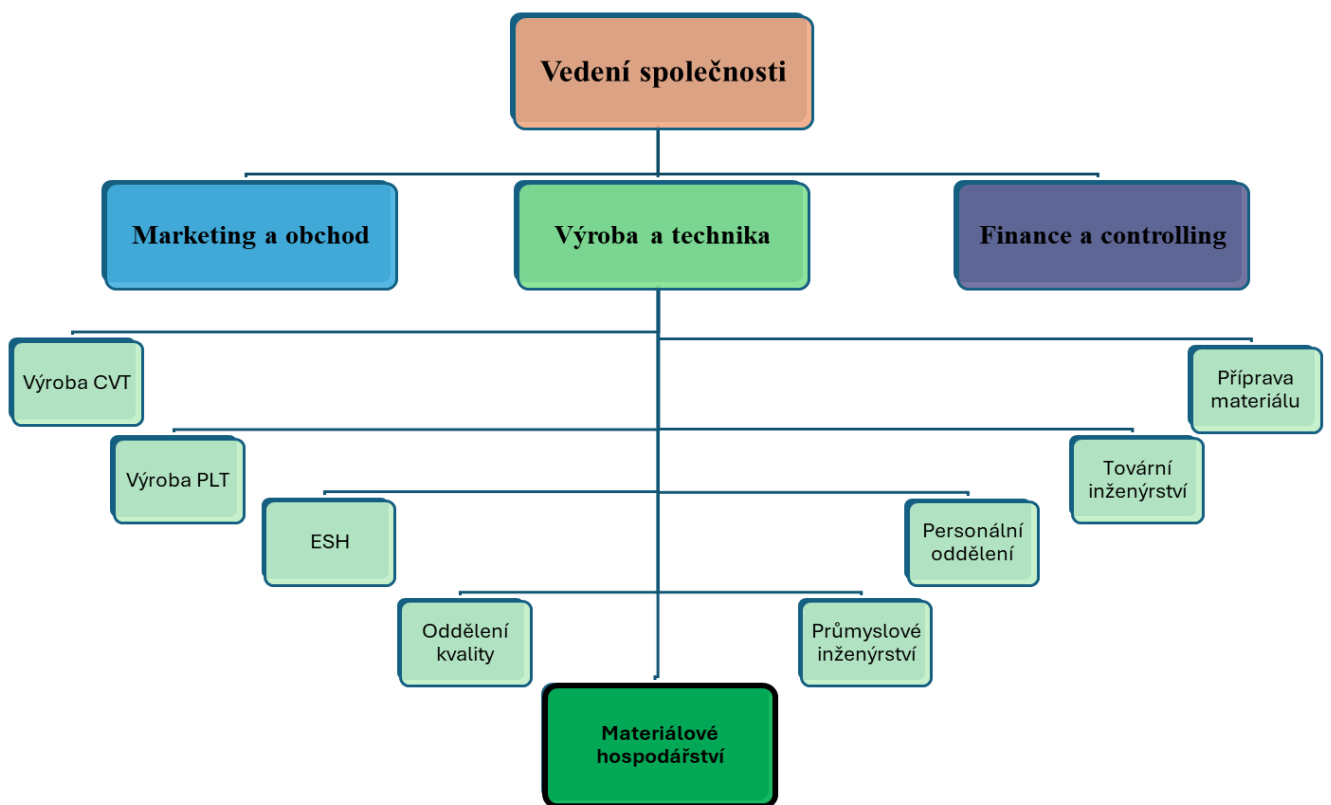 Vedení společnosti
Marketing a obchod
Výroba a technika
Finance a controlling
Výroba CVT
Příprava
materiálu
Výroba PLT
Tovární
inženýrství
ESH
Personální
oddělení
Oddělení
kvality
Průmyslové
inženýrství
Materiálové
hospodářství